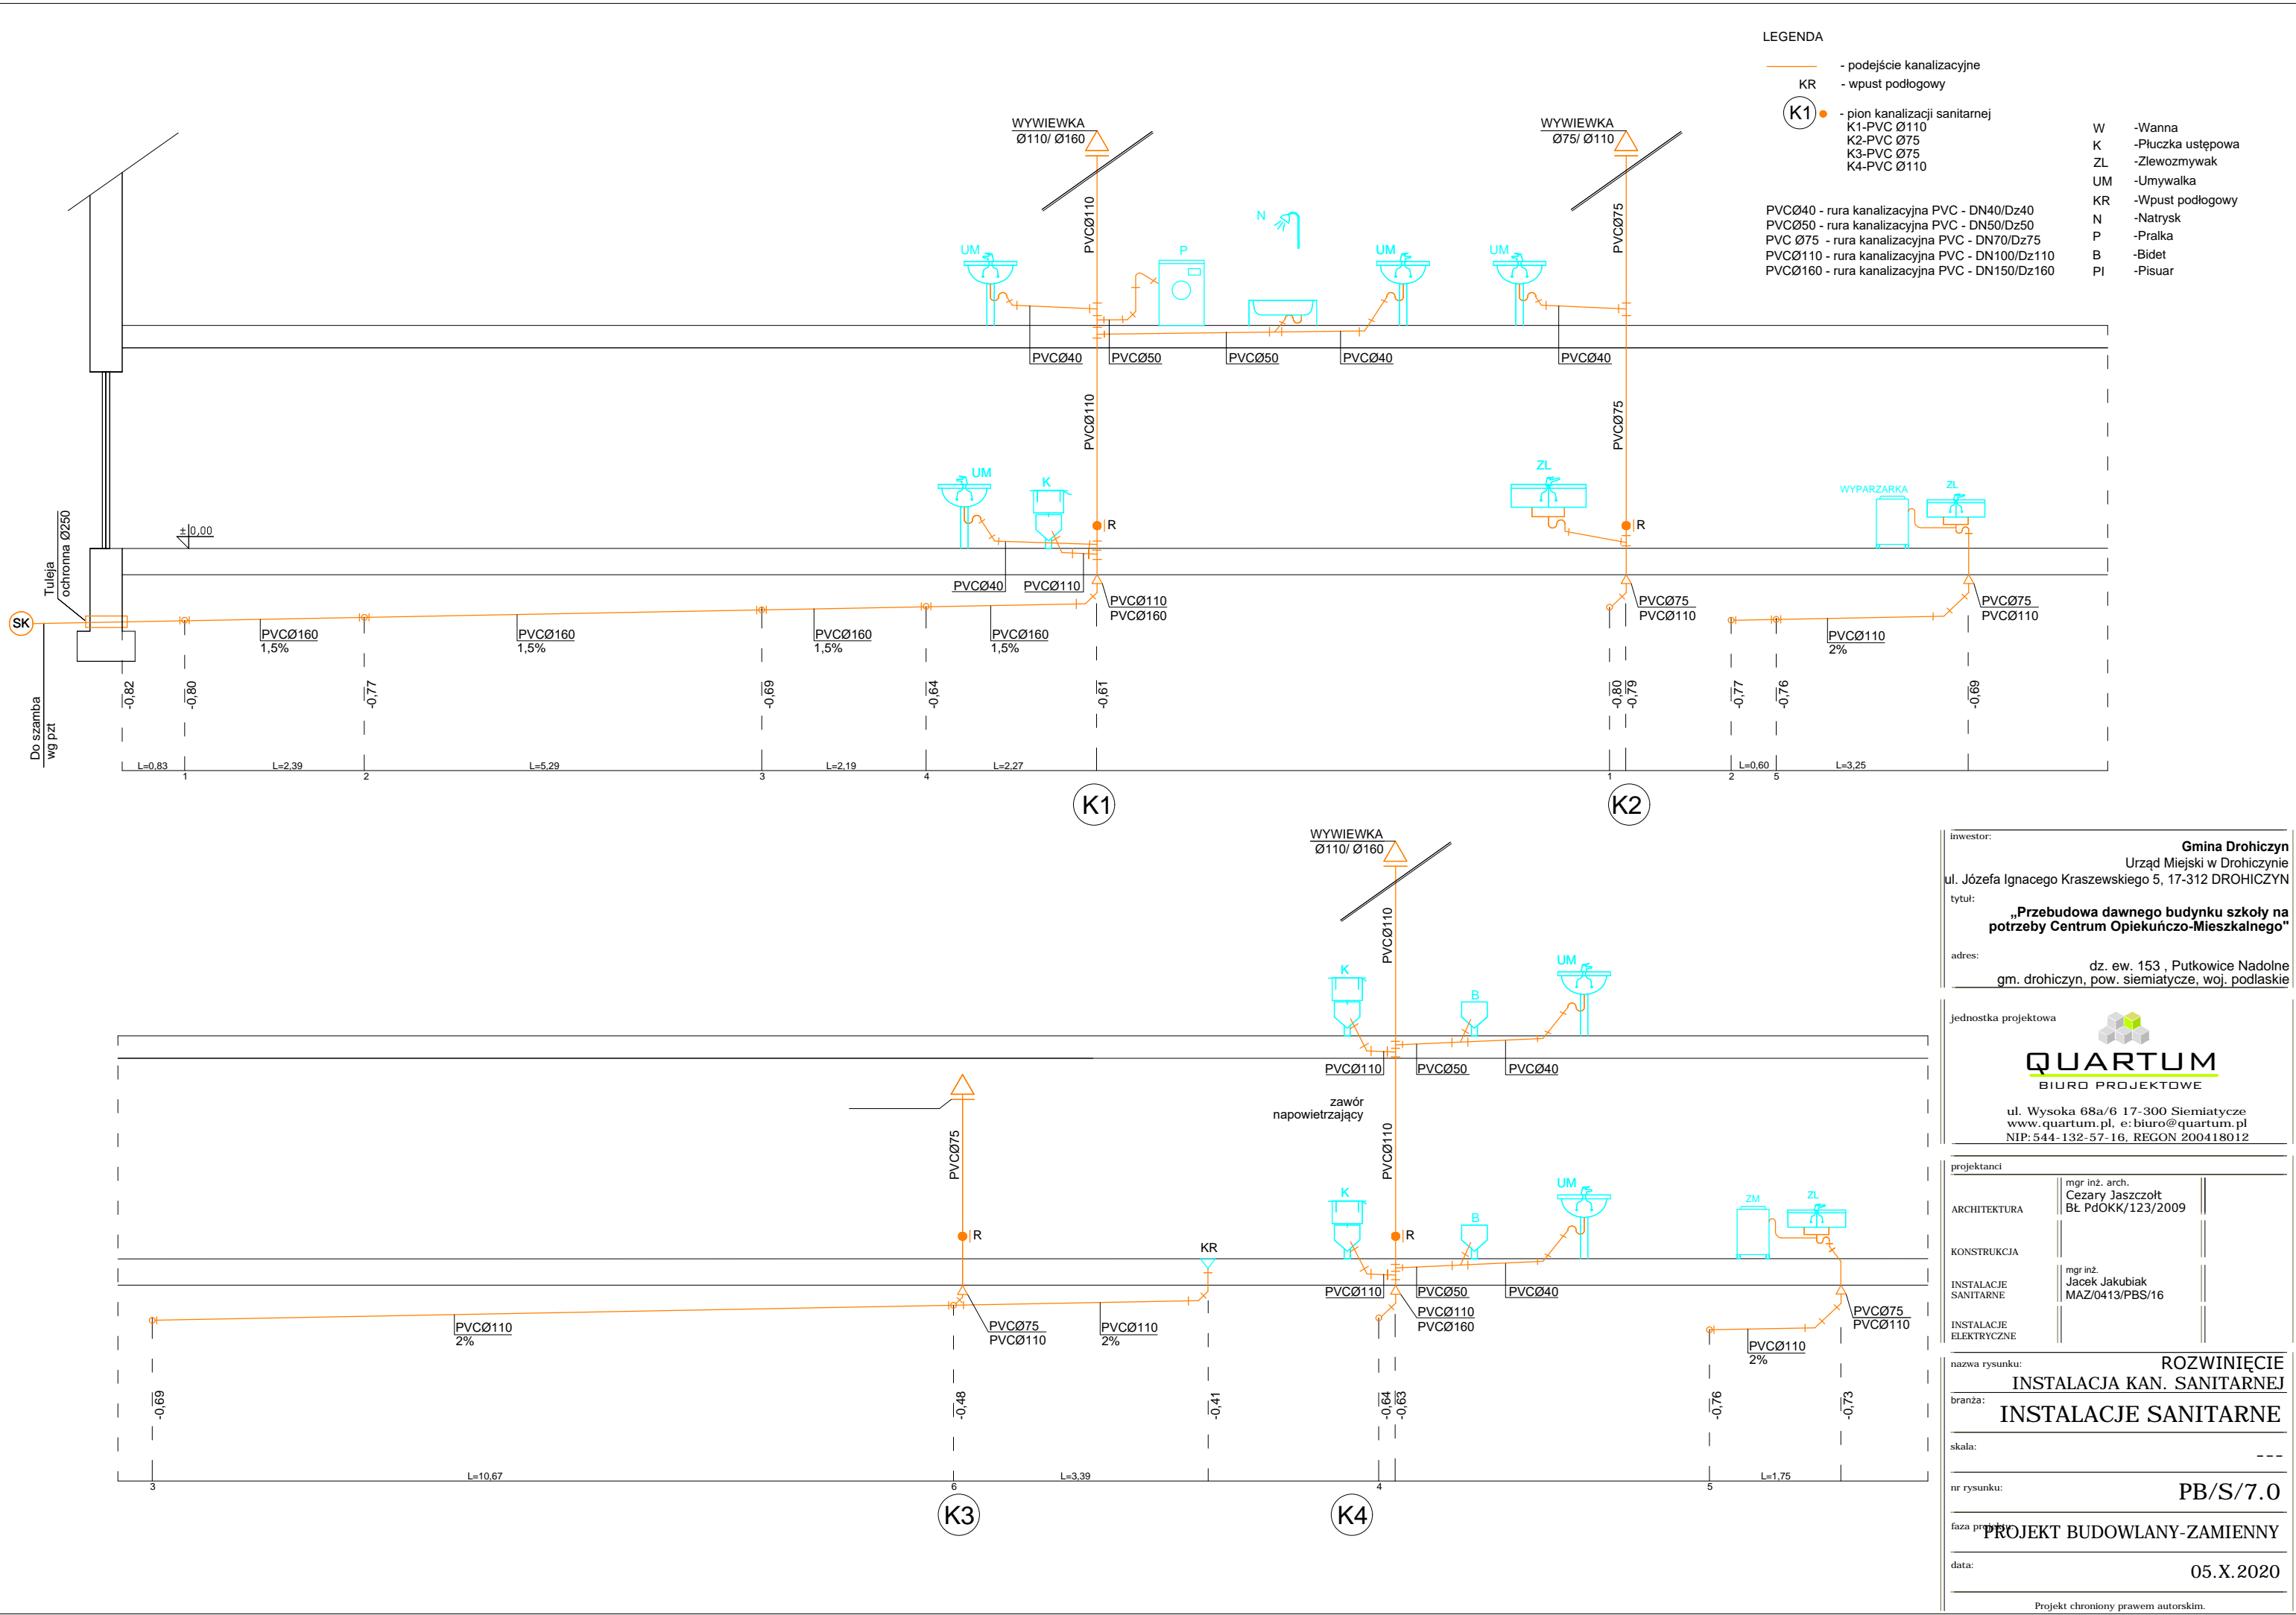 LEGENDA
- podejście kanalizacyjne
KR - wpust podłogowy
K1 - pion kanalizacji sanitarnej
K1-PVC Ø110
K2-PVC Ø75
K3-PVC Ø75
K4-PVC Ø110
PVCØ40 - rura kanalizacyjna PVC - DN40/Dz40
PVCØ50 - rura kanalizacyjna PVC - DN50/Dz50
PVC Ø75 - rura kanalizacyjna PVC - DN70/Dz75
PVCØ110 - rura kanalizacyjna PVC - DN100/Dz110
PVCØ160 - rura kanalizacyjna PVC - DN150/Dz160
W -Wanna
K -Płuczka ustępowa
ZL -Zlewozmywak
UM -Umywalka
KR -Wpust podłogowy
N -Natrysk
P -Pralka
B -Bidet
PI -Pisuar
WYWIEWKA
Ø110/ Ø160
WYWIEWKA
Ø75/ Ø110
PVCØ110
PVCØ75
UM
P
N
UM
UM
PVCØ40
PVCØ50
PVCØ50
PVCØ40
PVCØ40
PVCØ110
PVCØ75
UM
K
R
ZL
R
WYPARZARKA
ZL
±0,00
Tuleja
ochronna Ø250
SK
Do szamba
wg pzt
PVCØ40
PVCØ110
PVCØ110
PVCØ160
PVCØ75
PVCØ110
PVCØ75
PVCØ110
PVCØ160
1,5%
PVCØ160
1,5%
PVCØ160
1,5%
PVCØ160
1,5%
PVCØ110
2%
-0,82
-0,80
-0,77
-0,69
-0,64
-0,61
-0,80
-0,79
-0,77
-0,76
-0,69
L=0,83
L=2,39
L=5,29
L=2,19
L=2,27
L=0,60
L=3,25
1
2
3
4
1
2
5
K1
K2
WYWIEWKA
Ø110/ Ø160
PVCØ110
K
B
UM
PVCØ110
PVCØ50
PVCØ40
zawór
napowietrzający
PVCØ75
PVCØ110
R
KR
K
R
B
UM
ZM
ZL
PVCØ110
PVCØ50
PVCØ40
PVCØ110
PVCØ160
PVCØ75
PVCØ110
PVCØ110
2%
PVCØ75
PVCØ110
PVCØ110
2%
PVCØ110
2%
-0,69
-0,48
-0,41
-0,64
-0,63
-0,76
-0,73
L=10,67
L=3,39
L=1,75
3
6
4
5
K3
K4
inwestor:
Gmina Drohiczyn
Urząd Miejski w Drohiczynie
ul. Józefa Ignacego Kraszewskiego 5, 17-312 DROHICZYN
tytuł:
„Przebudowa dawnego budynku szkoły na
potrzeby Centrum Opiekuńczo-Mieszkalnego"
adres:
dz. ew. 153 , Putkowice Nadolne
gm. drohiczyn, pow. siemiatycze, woj. podlaskie
jednostka projektowa
QUARTUM
BIURO PROJEKTOWE
ul. Wysoka 68a/6 17-300 Siemiatycze
www.quartum.pl, e:biuro@quartum.pl
NIP:544-132-57-16, REGON 200418012
projektanci
ARCHITEKTURA
mgr inż. arch.
Cezary Jaszczołt
BŁ PdOKK/123/2009
KONSTRUKCJA
INSTALACJE
SANITARNE
mgr inż.
Jacek Jakubiak
MAZ/0413/PBS/16
INSTALACJE
ELEKTRYCZNE
nazwa rysunku:
ROZWINIĘCIE
INSTALACJA KAN. SANITARNEJ
branża:
INSTALACJE SANITARNE
skala:
---
nr rysunku:
PB/S/7.0
faza projektu:
PROJEKT BUDOWLANY-ZAMIENNY
data:
05.X.2020
Projekt chroniony prawem autorskim.